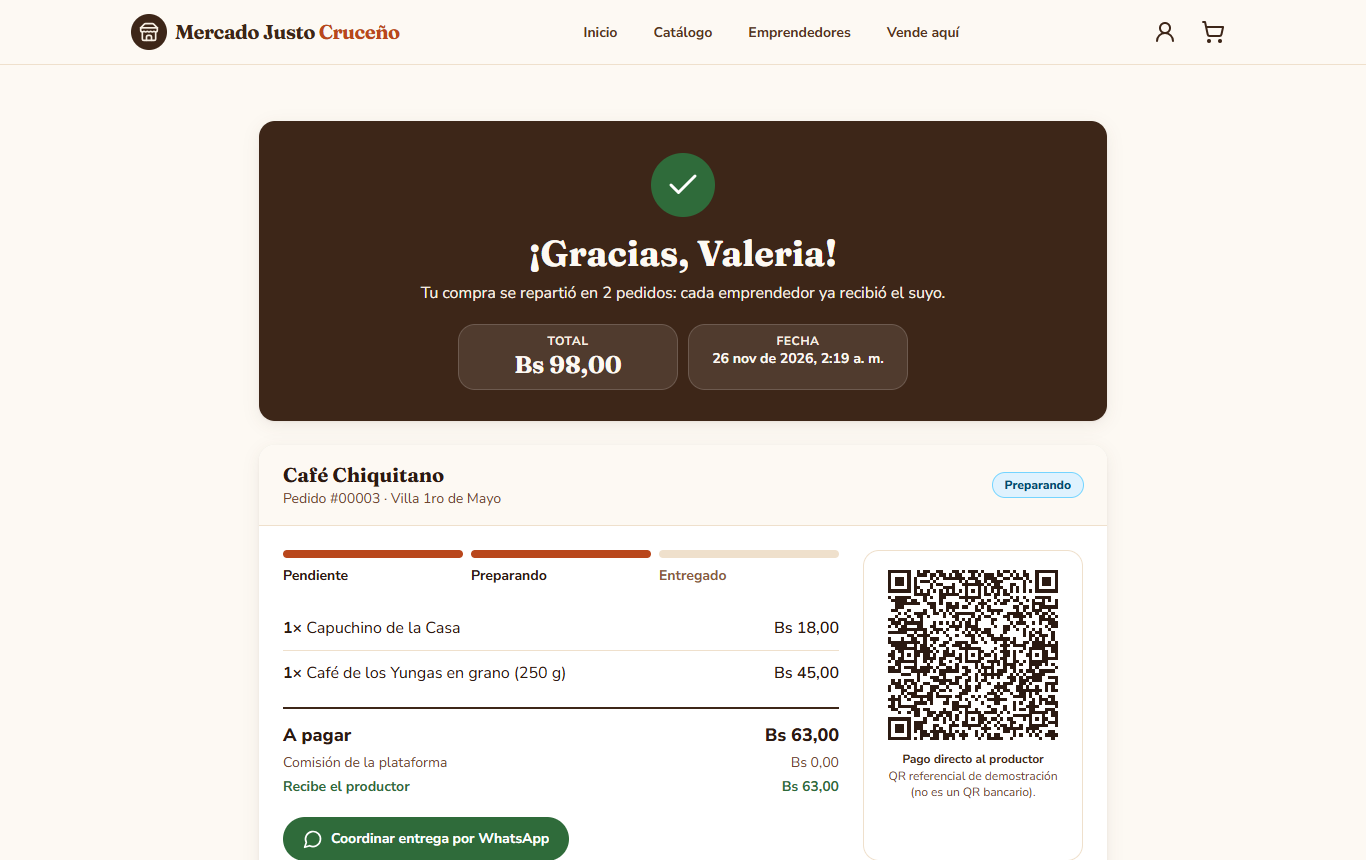 Mercado Justo Cruceño
Inicio
Catálogo
Emprendedores
Vende aquí
¡Gracias, Valeria!
Tu compra se repartió en 2 pedidos: cada emprendedor ya recibió el suyo.
TOTAL
Bs 98,00
FECHA
26 nov de 2026, 2:19 a. m.
Café Chiquitano
Pedido #00003 · Villa 1ro de Mayo
Preparando
Pendiente
Preparando
Entregado
1× Capuchino de la Casa
Bs 18,00
1× Café de los Yungas en grano (250 g)
Bs 45,00
A pagar
Bs 63,00
Comisión de la plataforma
Bs 0,00
Recibe el productor
Bs 63,00
Coordinar entrega por WhatsApp
Pago directo al productor
QR referencial de demostración
(no es un QR bancario).